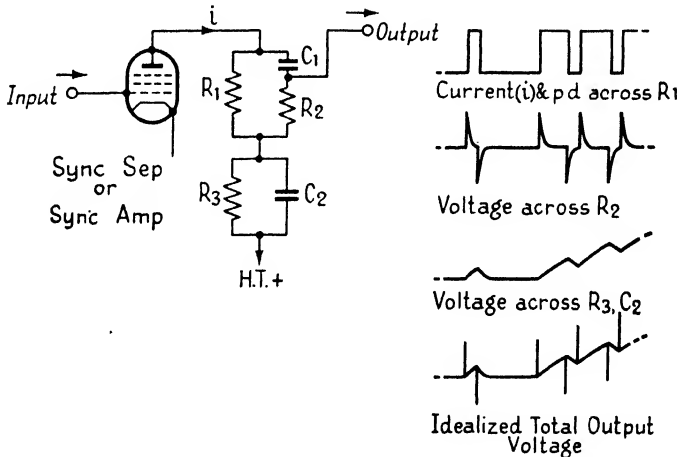 i
Output
C1
Input
R1
R2
Sync Sep
or
Sync Amp
R3
C2
H.T.+
Current(i)& p d across R1
Voltage across R2
Voltage across R3, C2
Idealized Total Output
Voltage